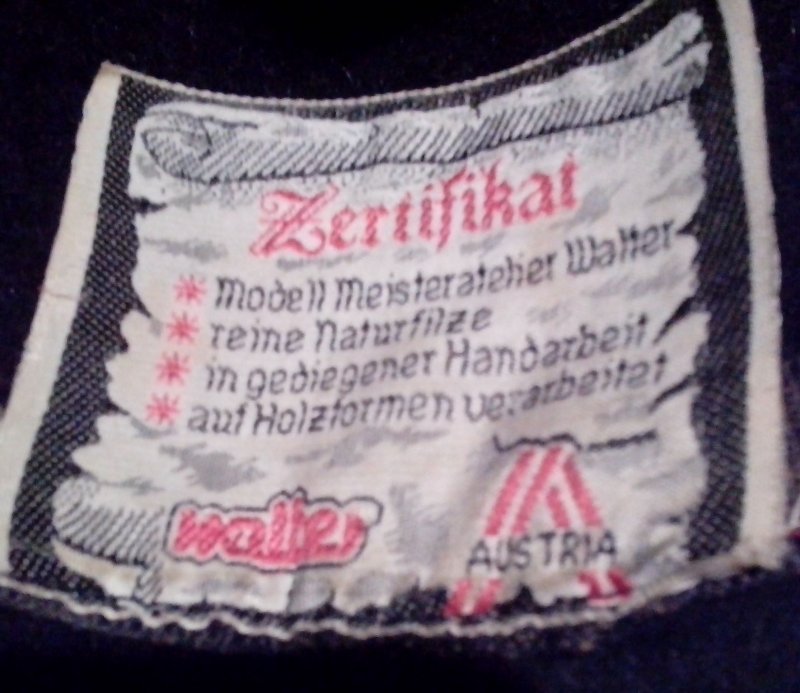 Zertifikat
* Modell Meisteratelier Walter
* reine Naturfilze
* in gediegener Handarbeit
* auf Holzformen verarbeitet
walter
AUSTRIA